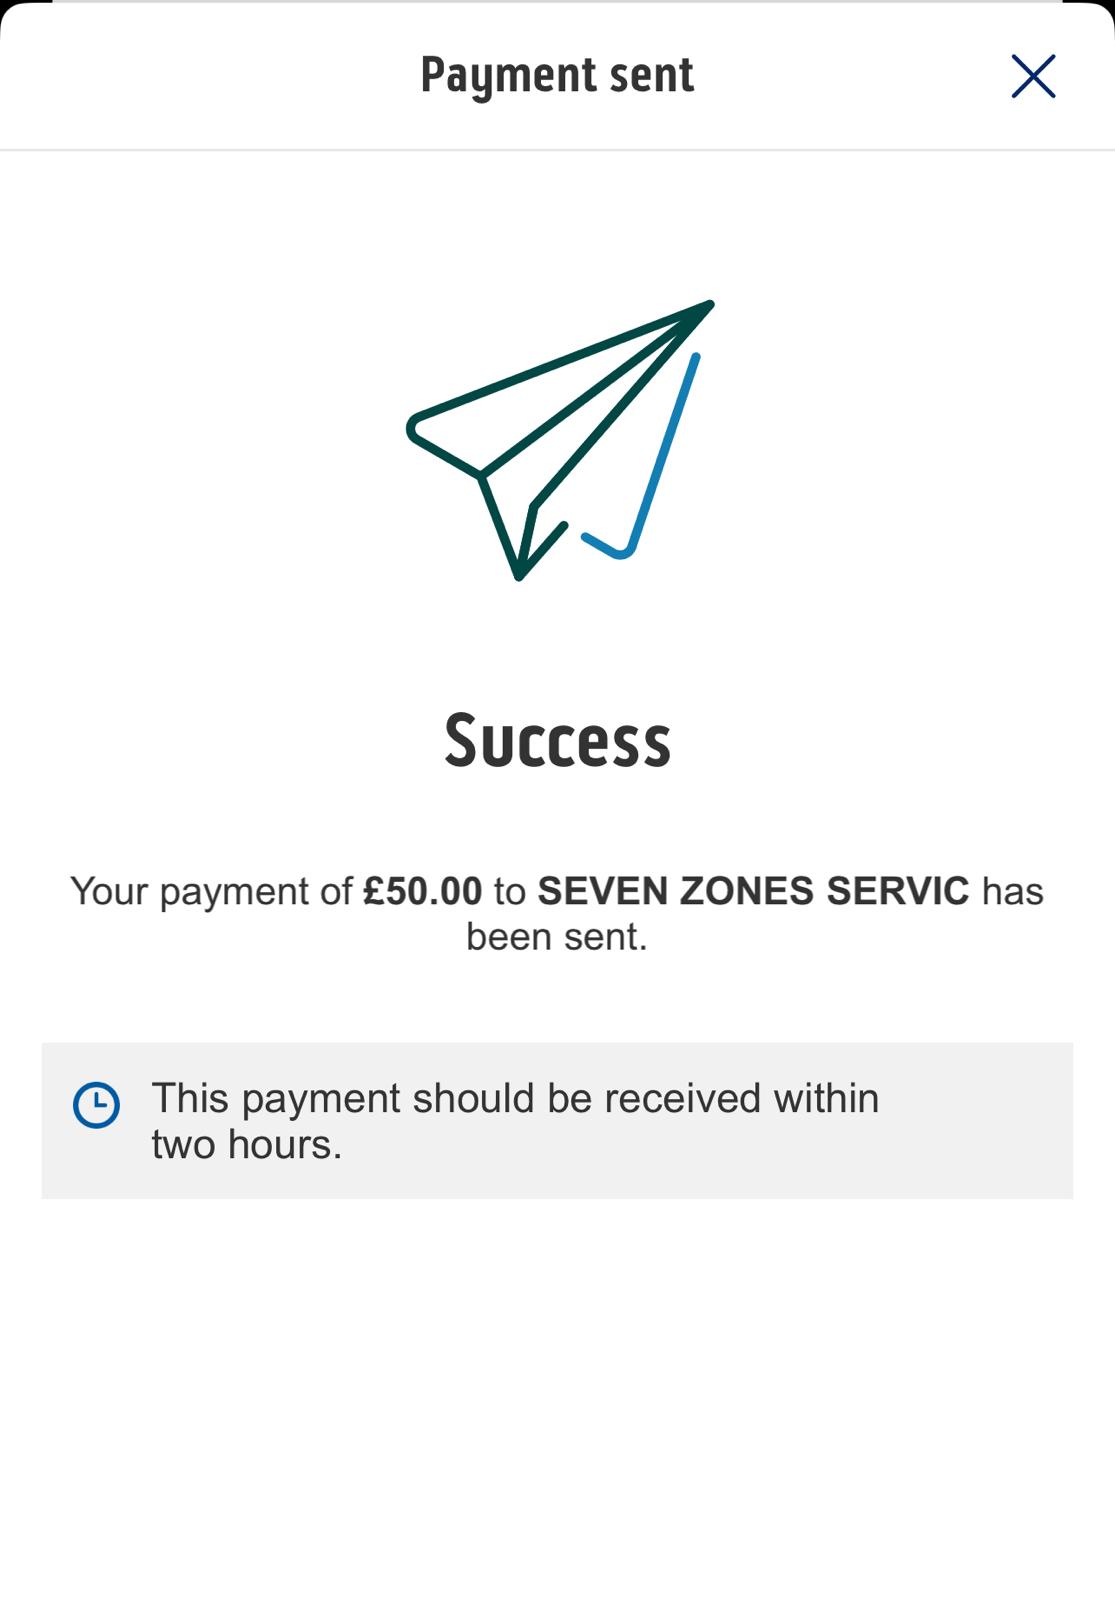 Payment sent
Success
Your payment of £50.00 to SEVEN ZONES SERVIC has
been sent.
This payment should be received within
two hours.